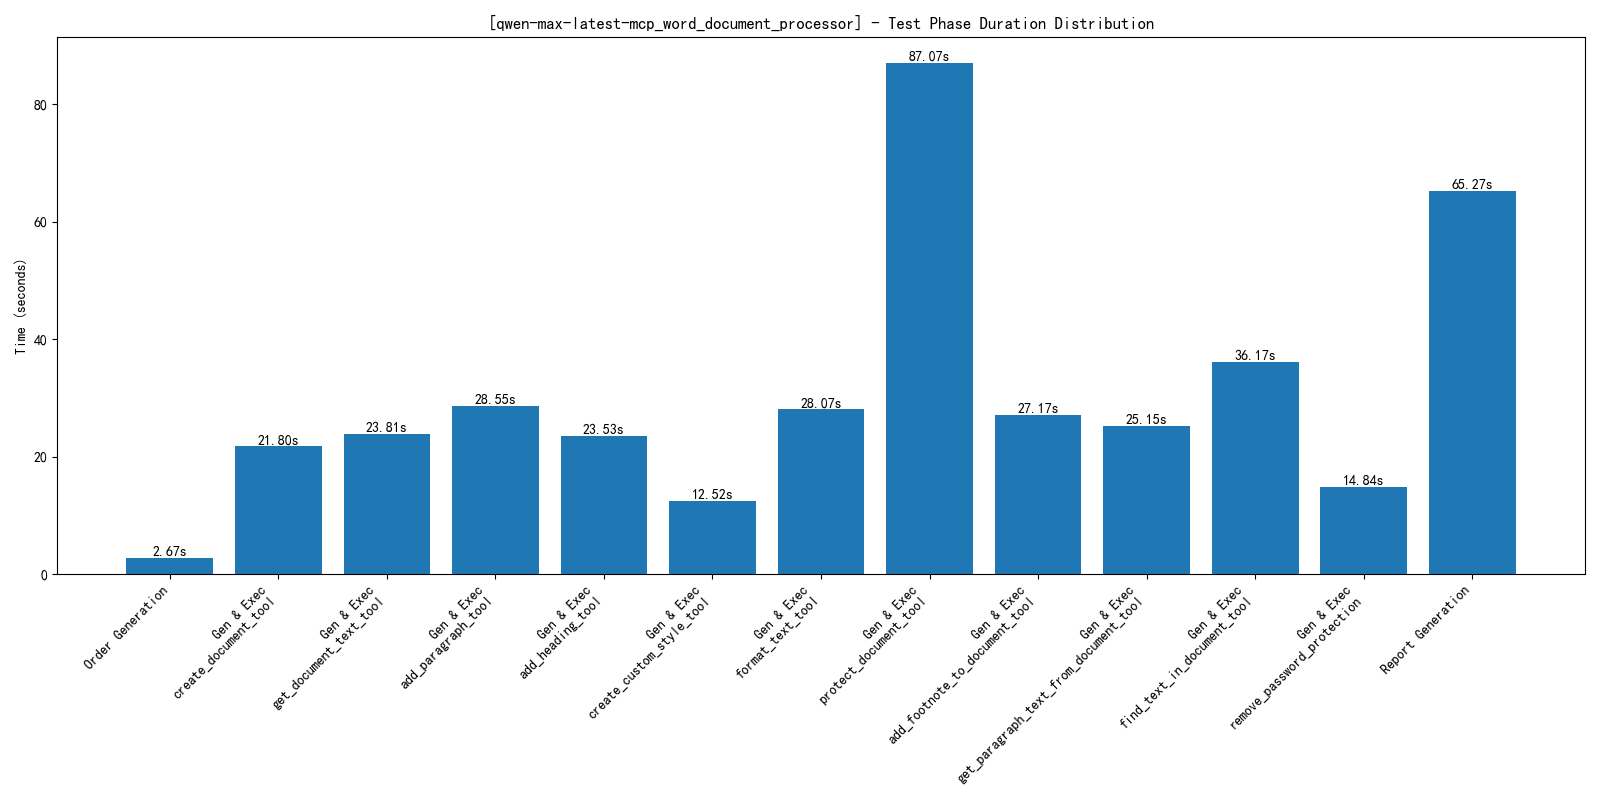 [qwen-max-latest-mcp_word_document_processor] - Test Phase Duration Distribution
Time (seconds)
80
60
40
20
0
2.67s
21.80s
23.81s
28.55s
23.53s
12.52s
28.07s
87.07s
27.17s
25.15s
36.17s
14.84s
65.27s
Order Generation
Gen & Exec
create_document_tool
Gen & Exec
get_document_text_tool
Gen & Exec
add_paragraph_tool
Gen & Exec
add_heading_tool
Gen & Exec
create_custom_style_tool
Gen & Exec
format_text_tool
Gen & Exec
protect_document_tool
Gen & Exec
add_footnote_to_document_tool
Gen & Exec
get_paragraph_text_from_document_tool
Gen & Exec
find_text_in_document_tool
Gen & Exec
remove_password_protection
Report Generation